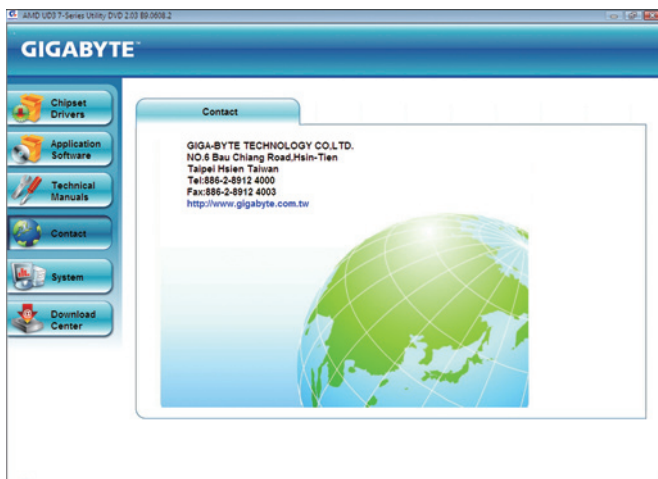 AMD UD3 7-Series Utility DVD 2.03 B9.0608.2
GIGABYTE™
Chipset
Drivers
Application
Software
Technical
Manuals
Contact
System
Download
Center
Contact
GIGA-BYTE TECHNOLOGY CO,LTD.
NO.6 Bau Chiang Road,Hsin-Tien
Taipei Hsien Taiwan
Tel:886-2-8912 4000
Fax:886-2-8912 4003
http://www.gigabyte.com.tw